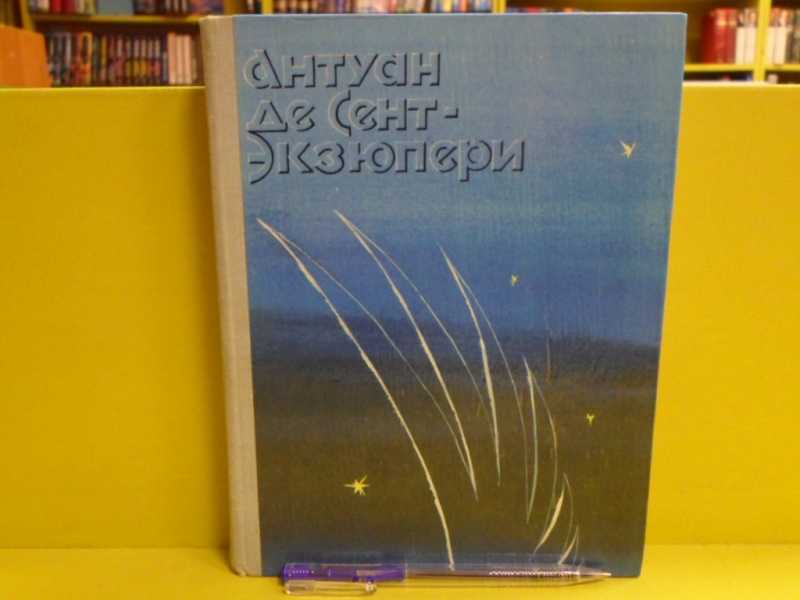 Антуан
де Сент-
Экзюпери